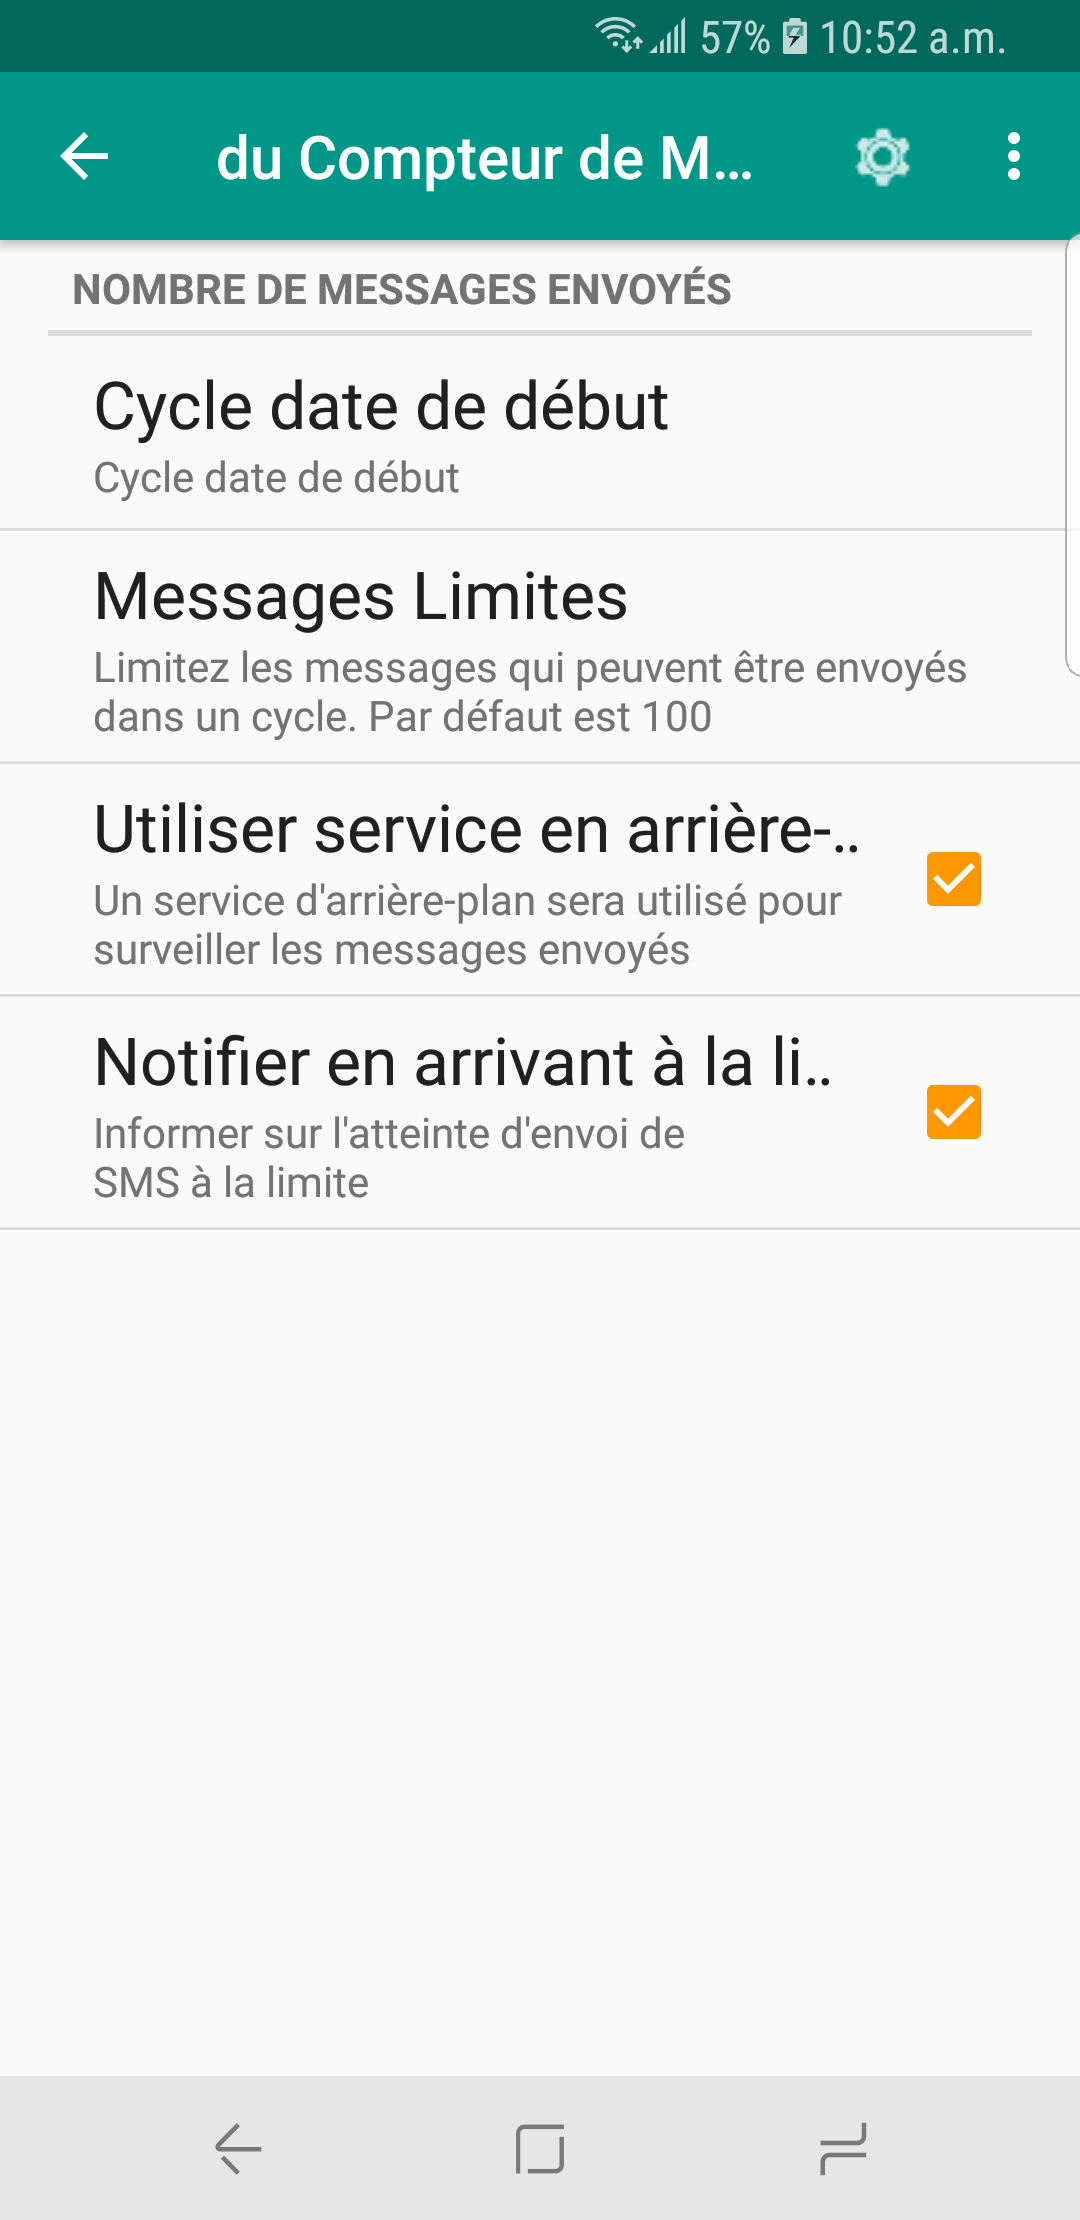 57% 10:52 a.m.
du Compteur de M...
NOMBRE DE MESSAGES ENVOYÉS
Cycle date de début
Cycle date de début
Messages Limites
Limitez les messages qui peuvent être envoyés
dans un cycle. Par défaut est 100
Utiliser service en arrière-..
Un service d'arrière-plan sera utilisé pour
surveiller les messages envoyés
Notifier en arrivant à la li..
Informer sur l'atteinte d'envoi de
SMS à la limite